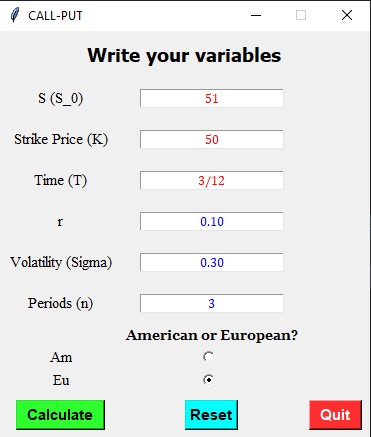 CALL-PUT
Write your variables
S (S_0) 51
Strike Price (K) 50
Time (T) 3/12
r 0.10
Volatility (Sigma) 0.30
Periods (n) 3
American or European?
Am
Eu
Calculate Reset Quit